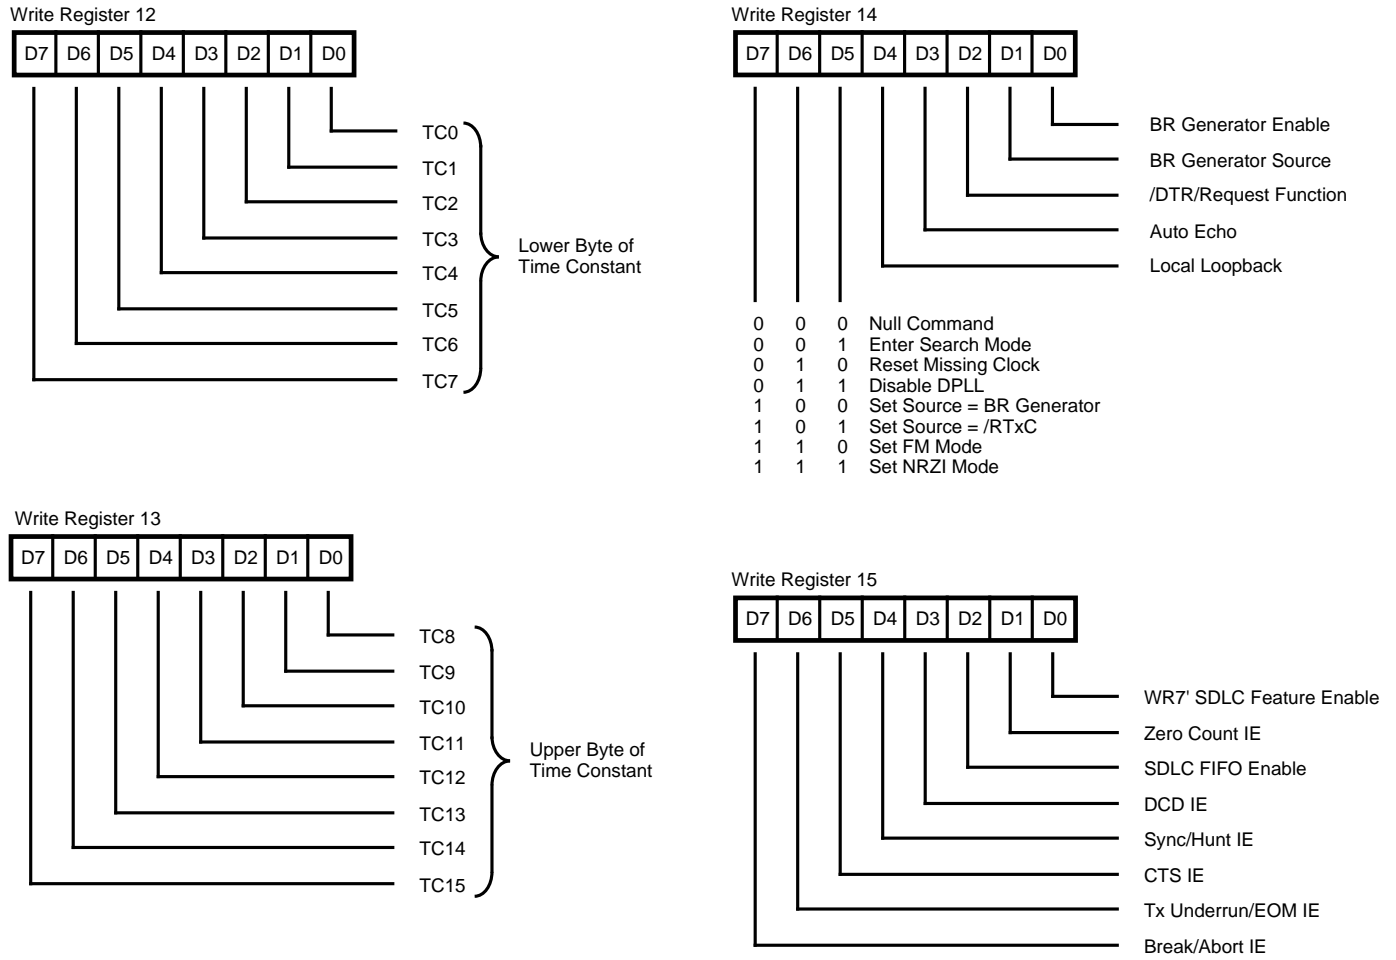 Write Register 12
D7 D6 D5 D4 D3 D2 D1 D0
TC0
TC1
TC2
TC3
TC4
TC5
TC6
TC7
Lower Byte of
Time Constant
Write Register 13
D7 D6 D5 D4 D3 D2 D1 D0
TC8
TC9
TC10
TC11
TC12
TC13
TC14
TC15
Upper Byte of
Time Constant
Write Register 14
D7 D6 D5 D4 D3 D2 D1 D0
BR Generator Enable
BR Generator Source
/DTR/Request Function
Auto Echo
Local Loopback
0 0 0 Null Command
0 0 1 Enter Search Mode
0 1 0 Reset Missing Clock
0 1 1 Disable DPLL
1 0 0 Set Source = BR Generator
1 0 1 Set Source = /RTxC
1 1 0 Set FM Mode
1 1 1 Set NRZI Mode
Write Register 15
D7 D6 D5 D4 D3 D2 D1 D0
WR7' SDLC Feature Enable
Zero Count IE
SDLC FIFO Enable
DCD IE
Sync/Hunt IE
CTS IE
Tx Underrun/EOM IE
Break/Abort IE